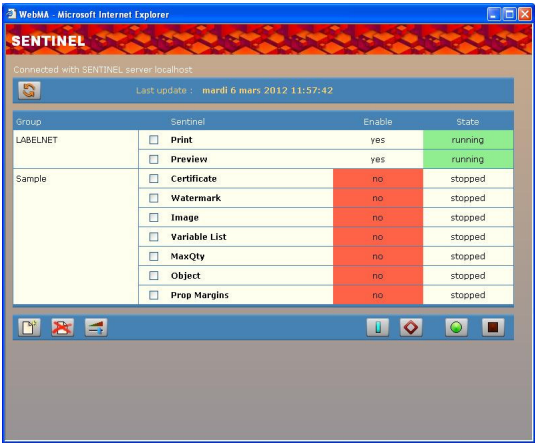 WebMA - Microsoft Internet Explorer
SENTINEL
Connected with SENTINEL server localhost
Last update : mardi 6 mars 2012 11:57:42
Group Sentinel Enable State
LABELNET Print yes running
Preview yes running
Sample Certificate no stopped
Watermark no stopped
Image no stopped
Variable List no stopped
MaxQty no stopped
Object no stopped
Prop Margins no stopped